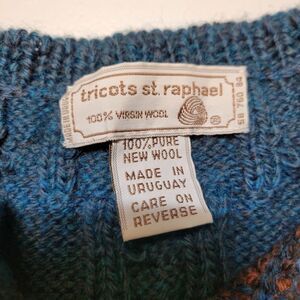 tricots st. raphael
100% VIRGIN WOOL
100% PURE
NEW WOOL
MADE IN
URUGUAY
CARE ON
REVERSE